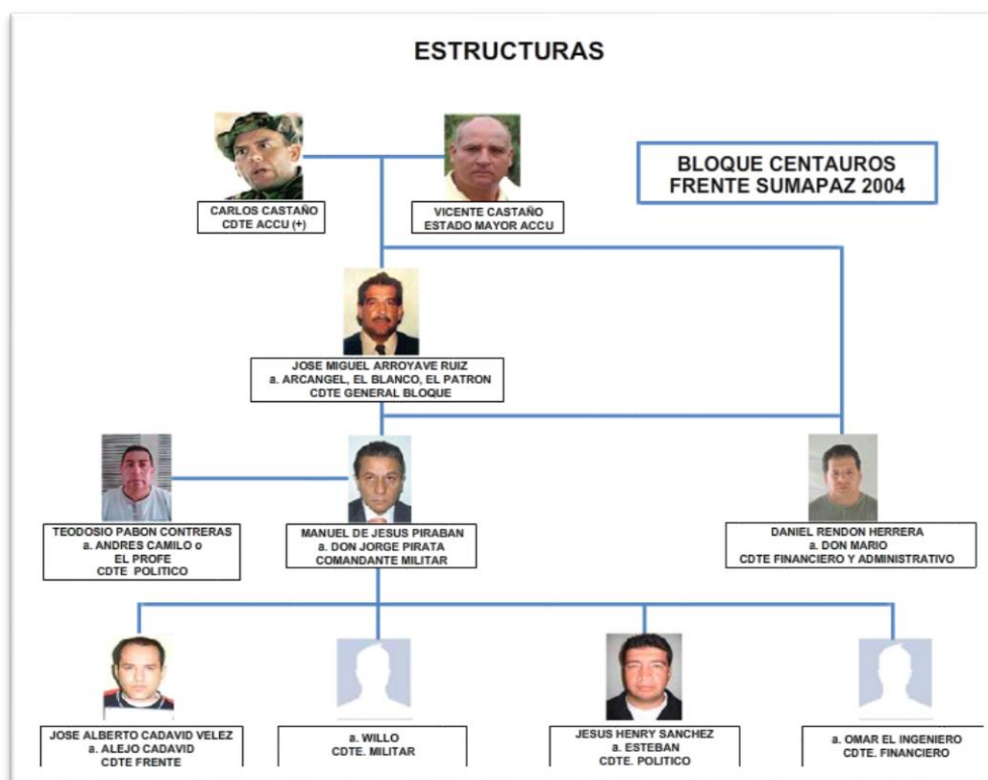 ESTRUCTURAS
BLOQUE CENTAUROS
FRENTE SUMAPAZ 2004
CARLOS CASTAÑO
CDTE ACCU (+)
VICENTE CASTAÑO
ESTADO MAYOR ACCU
JOSE MIGUEL ARROYAVE RUIZ
a. ARCANGEL, EL BLANCO, EL PATRON
CDTE GENERAL BLOQUE
TEODOSIO PABON CONTRERAS
a. ANDRES CAMILO o
EL PROFE
CDTE POLITICO
MANUEL DE JESUS PIRABAN
a. DON JORGE PIRATA
COMANDANTE MILITAR
DANIEL RENDON HERRERA
a. DON MARIO
CDTE FINANCIERO Y ADMINISTRATIVO
JOSE ALBERTO CADAVID VELEZ
a. ALEJO CADAVID
CDTE FRENTE
a. WILLO
CDTE. MILITAR
JESUS HENRY SANCHEZ
a. ESTEBAN
CDTE. POLITICO
a. OMAR EL INGENIERO
CDTE. FINANCIERO